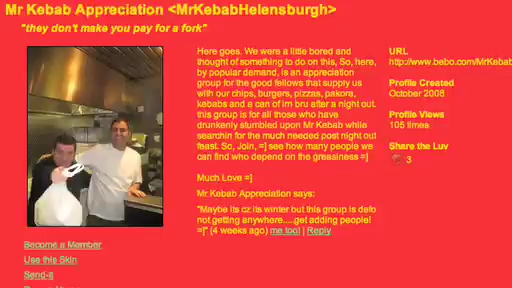 Mr Kebab Appreciation <MrKebabHelensburgh>
"they don't make you pay for a fork"
Here goes. We were a little bored and
thought of something to do on this, So, here,
by popular demand, is an appreciation
group for the good fellows that supply us
with our chips, burgers, pizzas, pakora,
kebabs and a can of irn bru after a night out.
this group is for all those who have
drunkenly stumbled upon Mr Kebab while
searchin for the much needed post night out
feast. So, Join, =] see how many people we
can find who depend on the greasiness =]
Much Love =]
Mr Kebab Appreciation says:
"Maybe its cz its winter but this group is defo
not getting anywhere.....get adding people!
=]" (4 weeks ago) me too! | Reply
URL
http://www.bebo.com/MrKebab
Profile Created
October 2008
Profile Views
105 times
Share the Luv
3
Become a Member
Use this Skin
Send-it